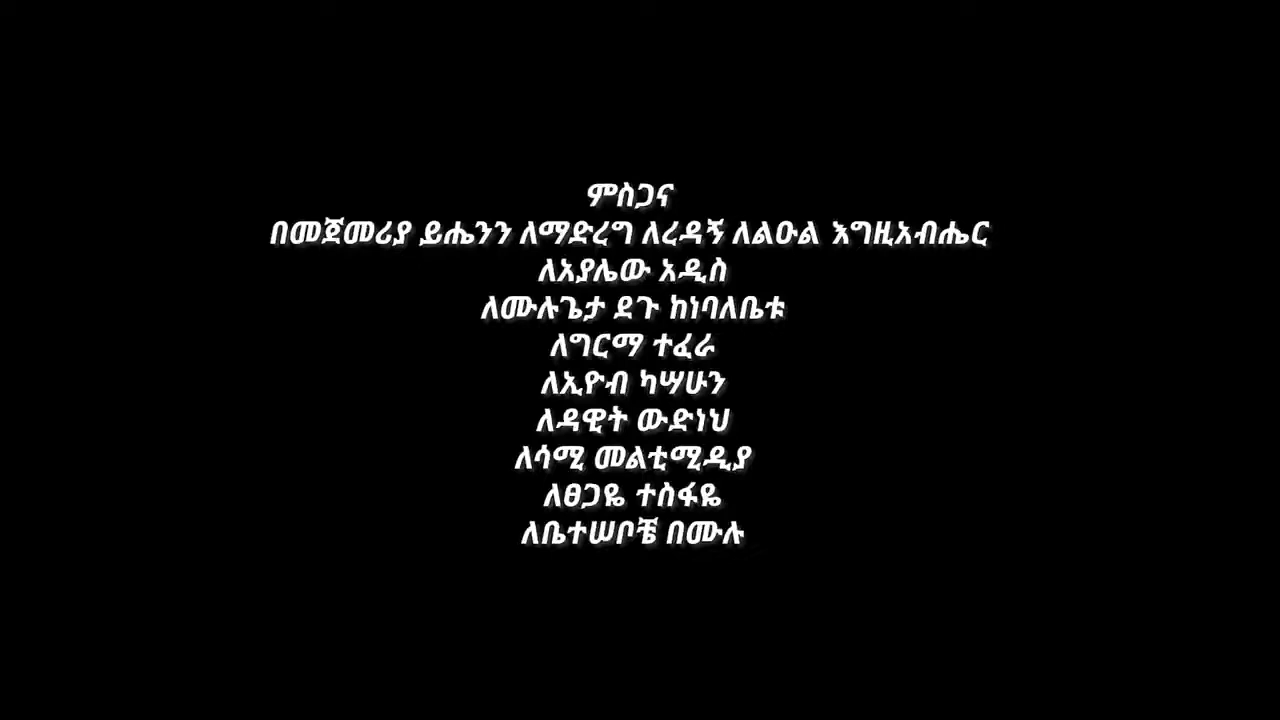 ምስጋና
በመጀመሪያ ይሔንን ለማድረግ ለረዳኝ ለልዑል እግዚአብሔር
ለአያሌው አዲስ
ለሙሉጌታ ደጉ ከነባለቤቱ
ለግርማ ተፈራ
ለኢዮብ ካሣሁን
ለዳዊት ውድነህ
ለሳሚ መልቲሚዲያ
ለፀጋዬ ተስፋዬ
ለቤተሠቦቼ በሙሉ